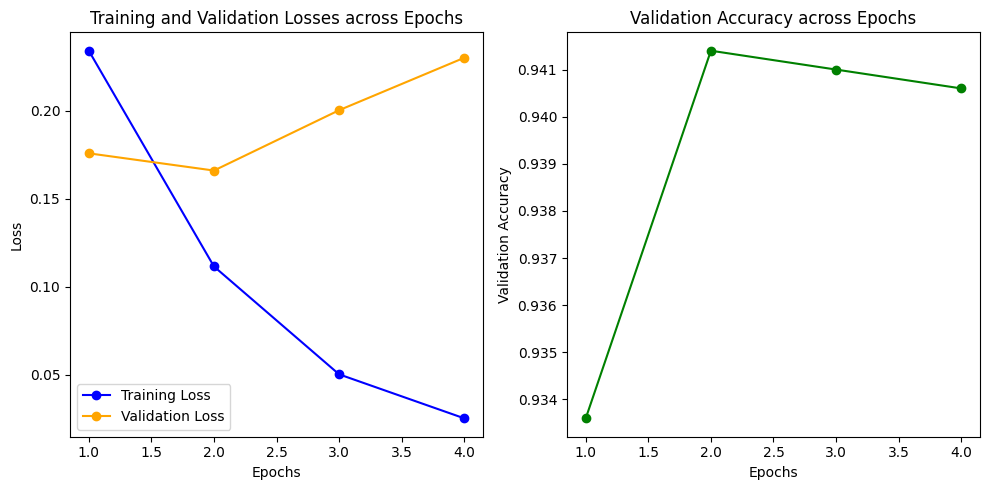 Training and Validation Losses across Epochs
Loss
0.20
0.15
0.10
0.05
Training Loss
Validation Loss
1.0 1.5 2.0 2.5 3.0 3.5 4.0
Epochs
Validation Accuracy across Epochs
Validation Accuracy
0.941
0.940
0.939
0.938
0.937
0.936
0.935
0.934
1.0 1.5 2.0 2.5 3.0 3.5 4.0
Epochs